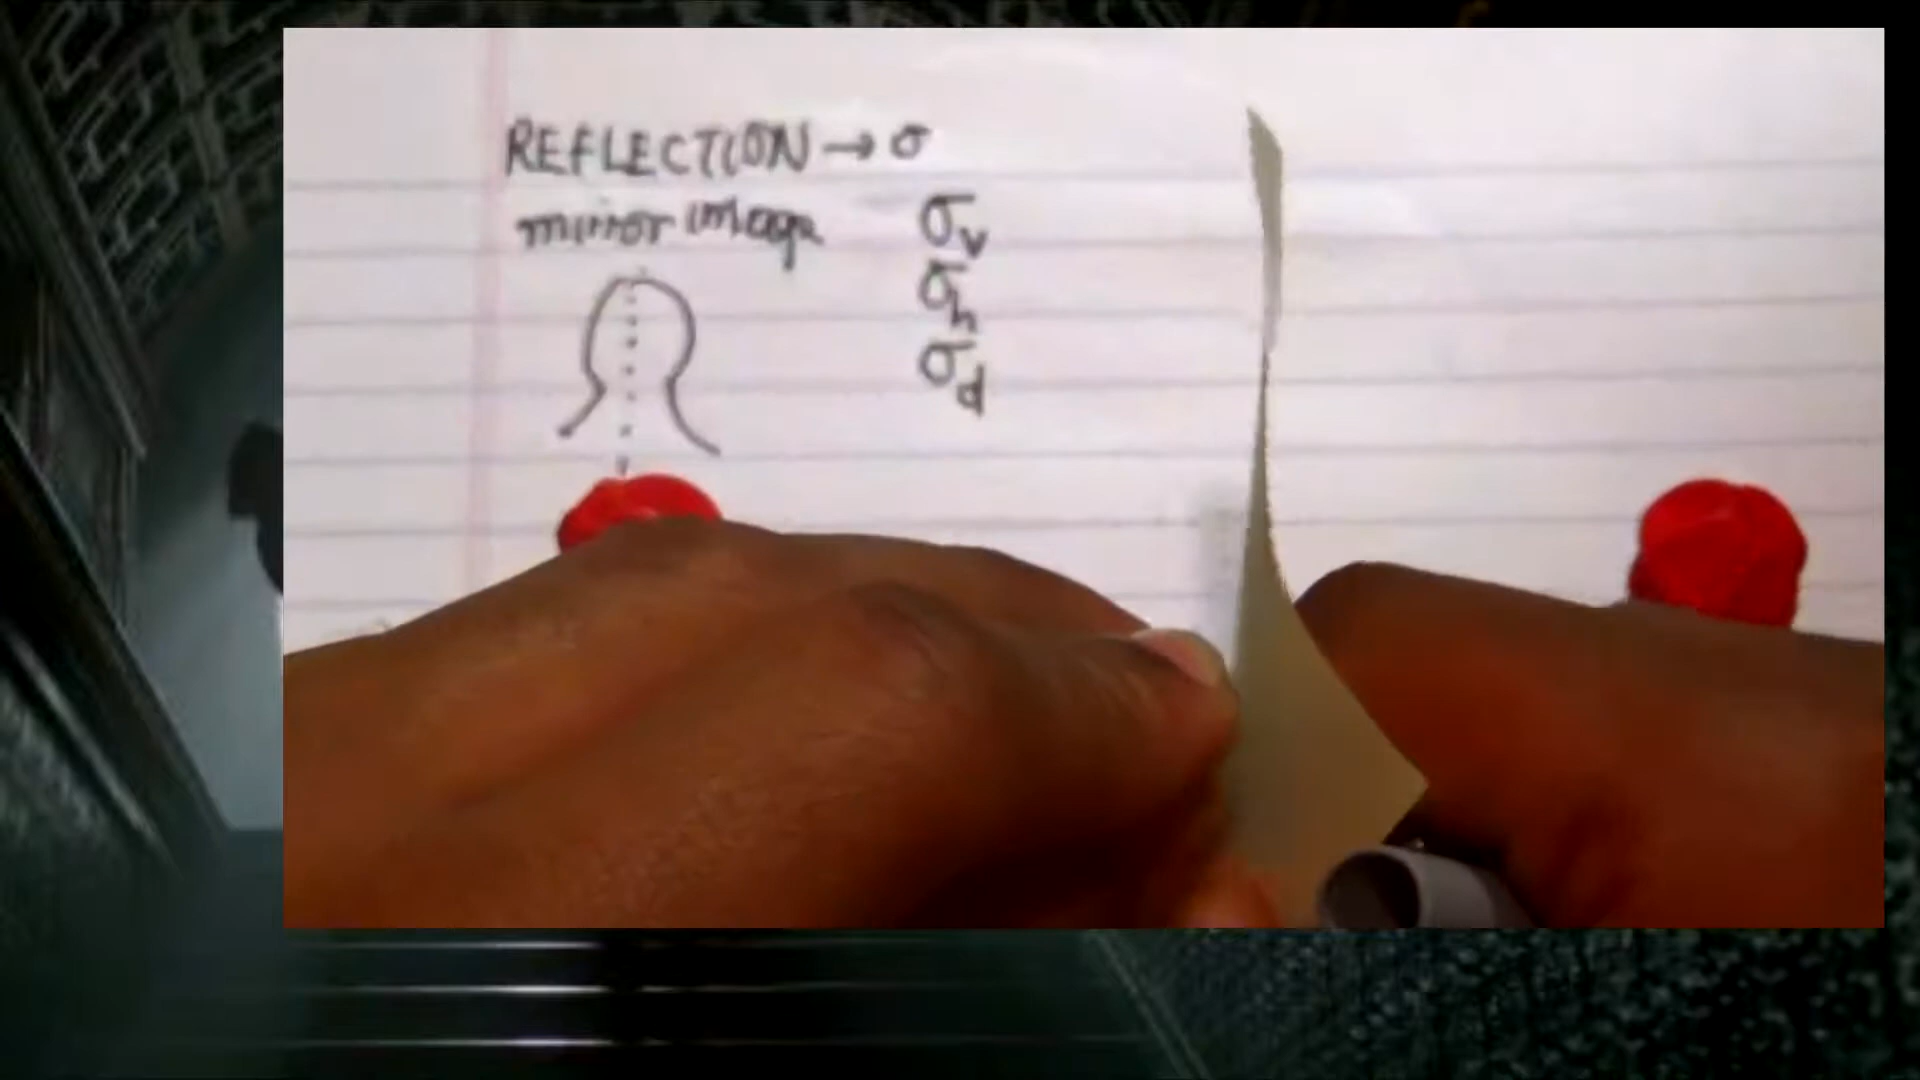 REFLECTION → σ
mirror image
σv
σh
σd